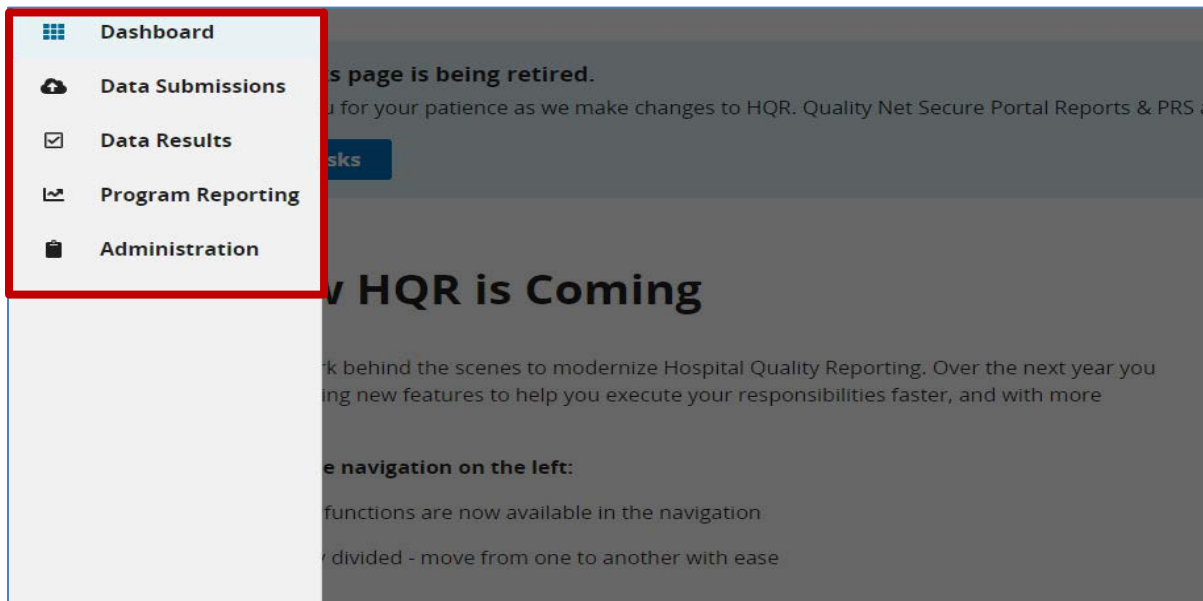 Dashboard
Data Submissions
Data Results
Program Reporting
Administration
page is being retired.
for your patience as we make changes to HQR. Quality Net Secure Portal Reports & PRS
HQR is Coming
behind the scenes to modernize Hospital Quality Reporting. Over the next year you
new features to help you execute your responsibilities faster, and with more
navigation on the left:
functions are now available in the navigation
divided - move from one to another with ease